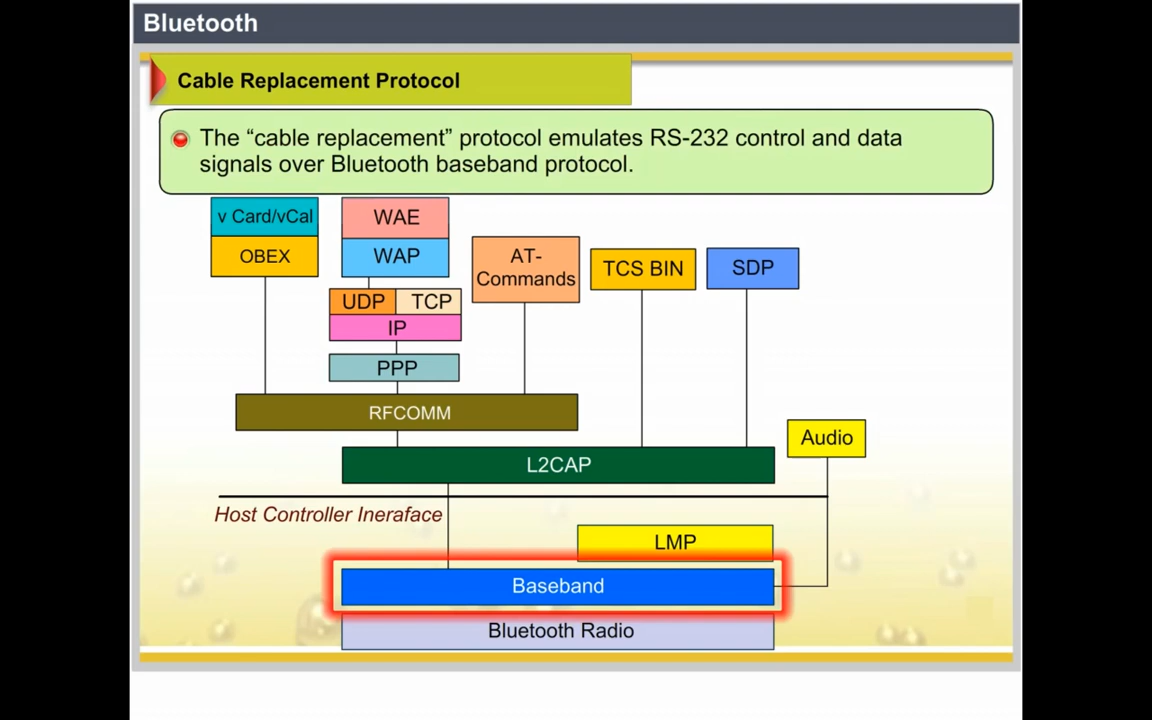 Bluetooth
Cable Replacement Protocol
The “cable replacement” protocol emulates RS-232 control and data
signals over Bluetooth baseband protocol.
v Card/vCal
WAE
OBEX
WAP
AT-
Commands
TCS BIN
SDP
UDP
TCP
IP
PPP
RFCOMM
Audio
L2CAP
Host Controller Ineraface
LMP
Baseband
Bluetooth Radio